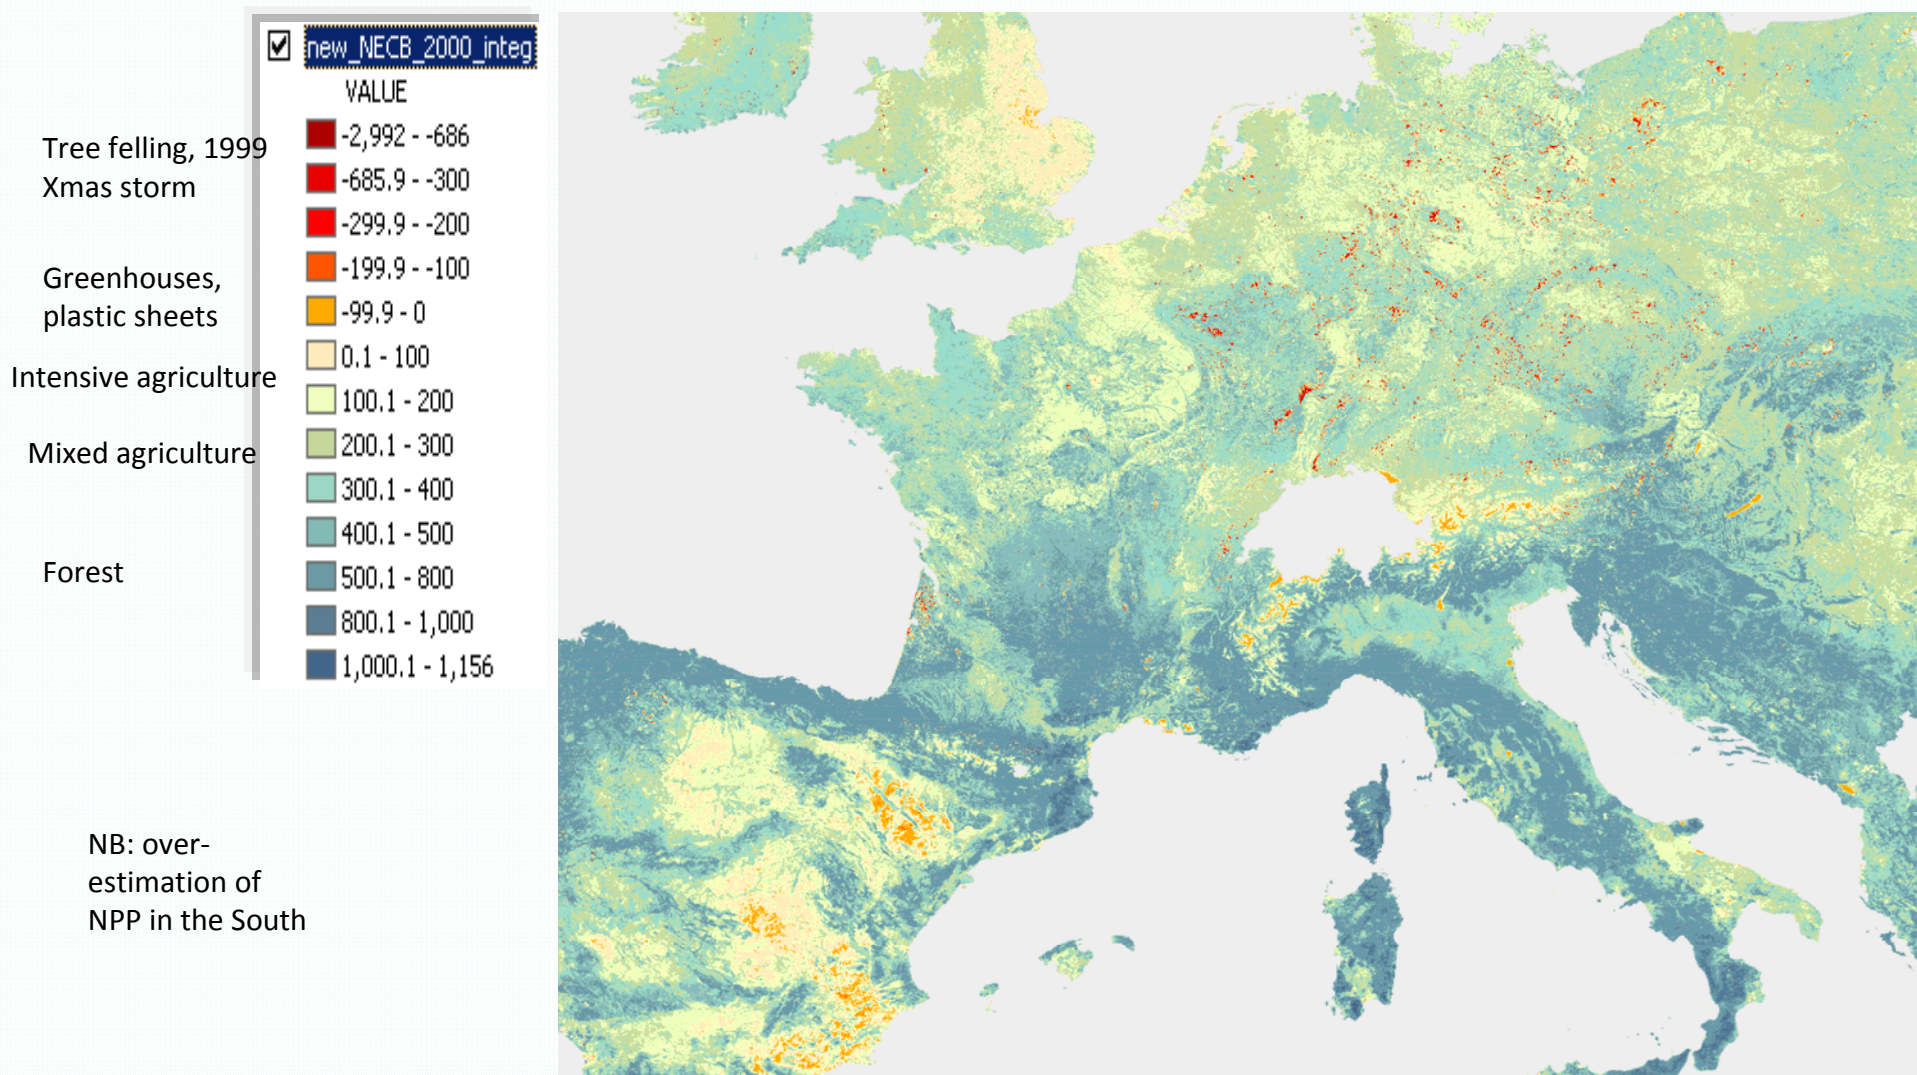 new_NECB_2000_integ
VALUE
-2,992 - -686
-685.9 - -300
-299.9 - -200
-199.9 - -100
-99.9 - 0
0.1 - 100
100.1 - 200
200.1 - 300
300.1 - 400
400.1 - 500
500.1 - 800
800.1 - 1,000
1,000.1 - 1,156
Tree felling, 1999
Xmas storm
Greenhouses,
plastic sheets
Intensive agriculture
Mixed agriculture
Forest
NB: over-
estimation of
NPP in the South